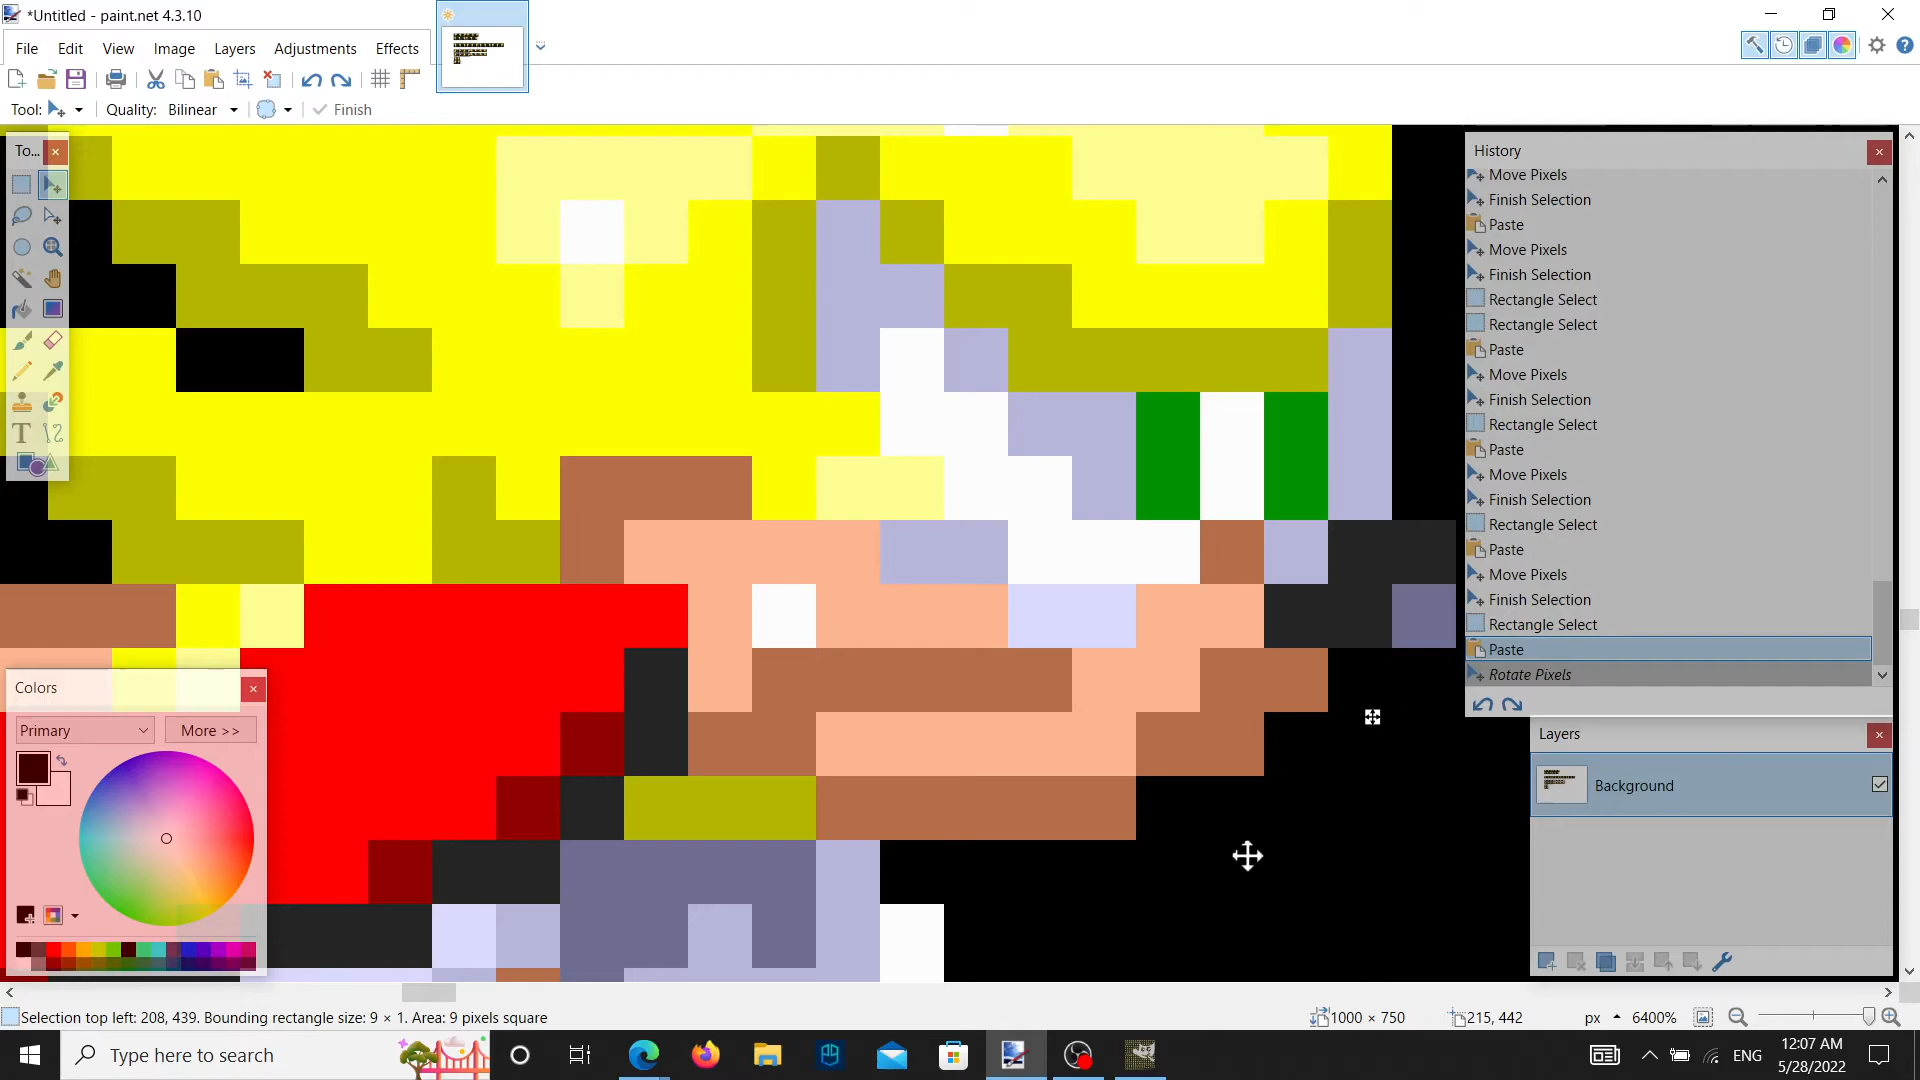 *Untitled - paint.net 4.3.10
File Edit View Image Layers Adjustments Effects
Tool: Quality: Bilinear Finish
To...
History
Move Pixels
Finish Selection
Paste
Move Pixels
Finish Selection
Rectangle Select
Rectangle Select
Paste
Move Pixels
Finish Selection
Rectangle Select
Paste
Move Pixels
Finish Selection
Rectangle Select
Paste
Move Pixels
Finish Selection
Rectangle Select
Paste
Rotate Pixels
Colors
Primary More >>
Layers
Background
Selection top left: 208, 439. Bounding rectangle size: 9 × 1. Area: 9 pixels square
1000 × 750 215, 442 px 6400%
Type here to search
ENG 12:07 AM
5/28/2022